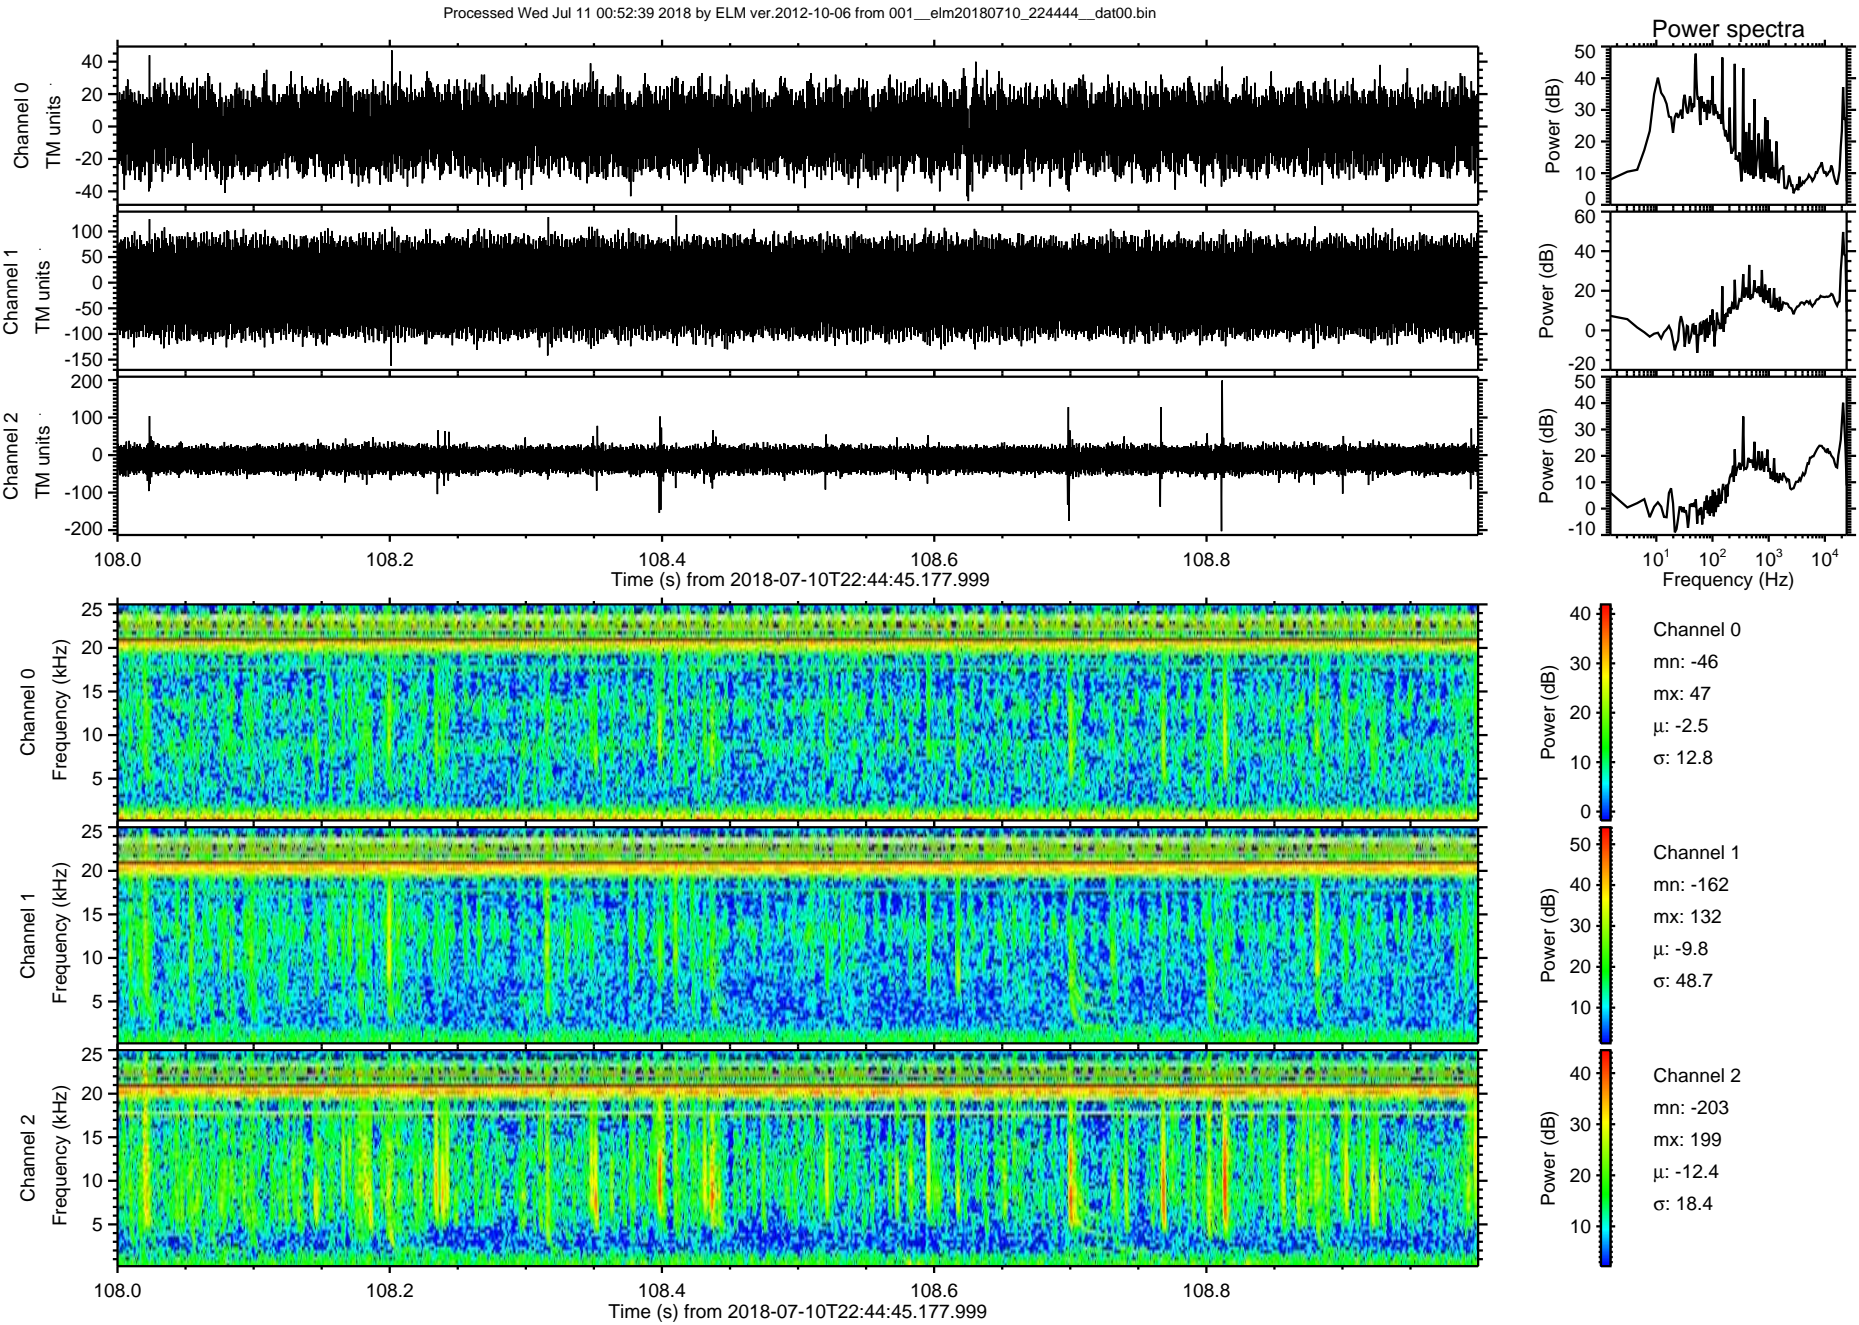 Processed Wed Jul 11 00:52:39 2018 by ELM ver.2012-10-06 from 001__elm20180710_224444__dat00.bin
Power spectra
Channel 0
TM units
40
20
0
-20
-40
Power (dB)
50
40
30
20
10
0
Channel 1
TM units
100
50
0
-50
-100
-150
Power (dB)
60
40
20
0
-20
Channel 2
TM units
200
100
0
-100
-200
Power (dB)
50
40
30
20
10
0
-10
108.0 108.2 108.4 108.6 108.8
Time (s) from 2018-07-10T22:44:45.177.999
10^1 10^2 10^3 10^4
Frequency (Hz)
Channel 0
Frequency (kHz)
25
20
15
10
5
Power (dB)
40
30
20
10
0
Channel 0
mn: -46
mx: 47
μ: -2.5
σ: 12.8
Channel 1
Frequency (kHz)
25
20
15
10
5
Power (dB)
50
40
30
20
10
Channel 1
mn: -162
mx: 132
μ: -9.8
σ: 48.7
Channel 2
Frequency (kHz)
25
20
15
10
5
Power (dB)
40
30
20
10
Channel 2
mn: -203
mx: 199
μ: -12.4
σ: 18.4
108.0 108.2 108.4 108.6 108.8
Time (s) from 2018-07-10T22:44:45.177.999